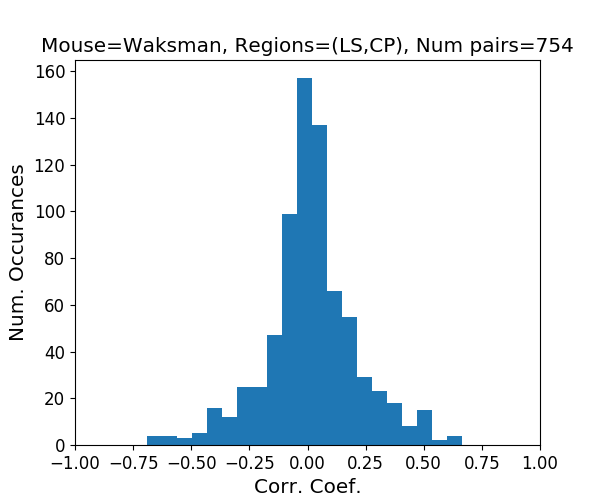 Mouse=Waksman, Regions=(LS,CP), Num pairs=754
160
140
120
100
80
60
40
20
0
Num. Occurances
−1.00 −0.75 −0.50 −0.25 0.00 0.25 0.50 0.75 1.00
Corr. Coef.